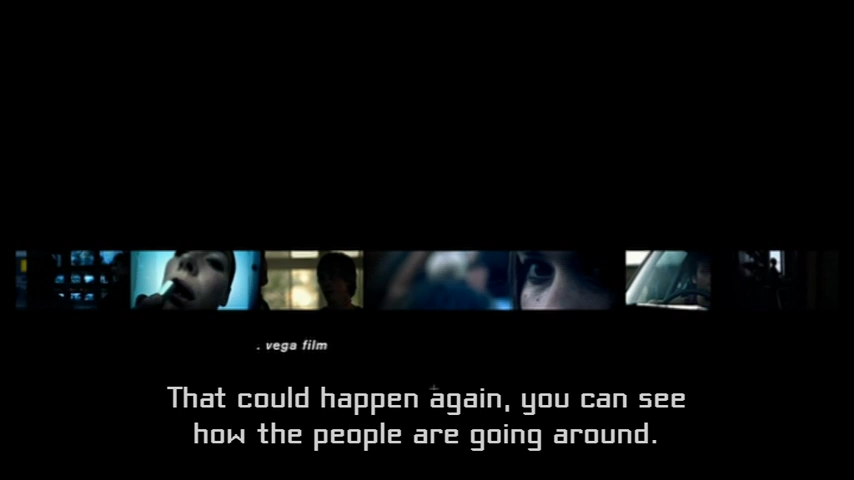 . vega film
That could happen again, you can see
how the people are going around.